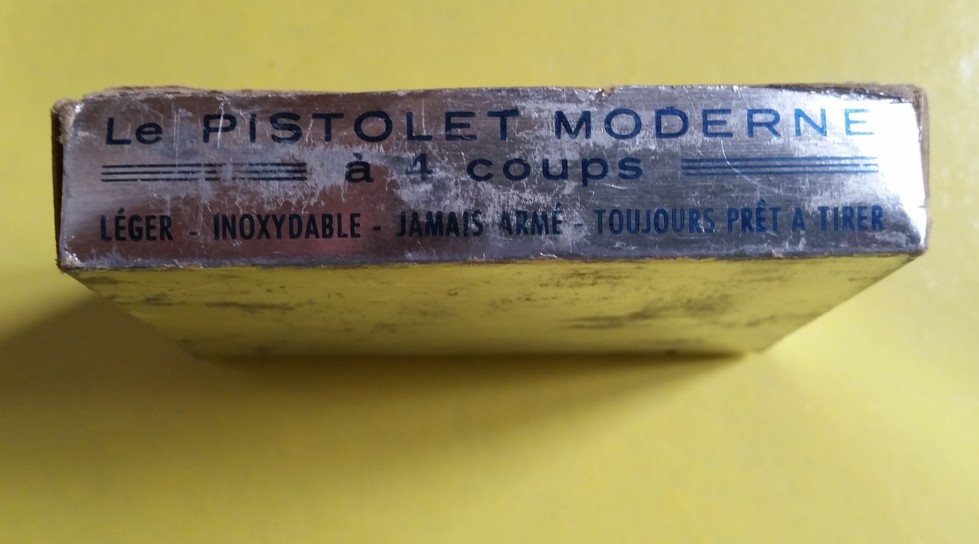 Le PiSTOLET MODERNE
à 4 coups
LÉGER - INOXYDABLE - JAMAIS ARMÉ - TOUJOURS PRÊT A TIRER